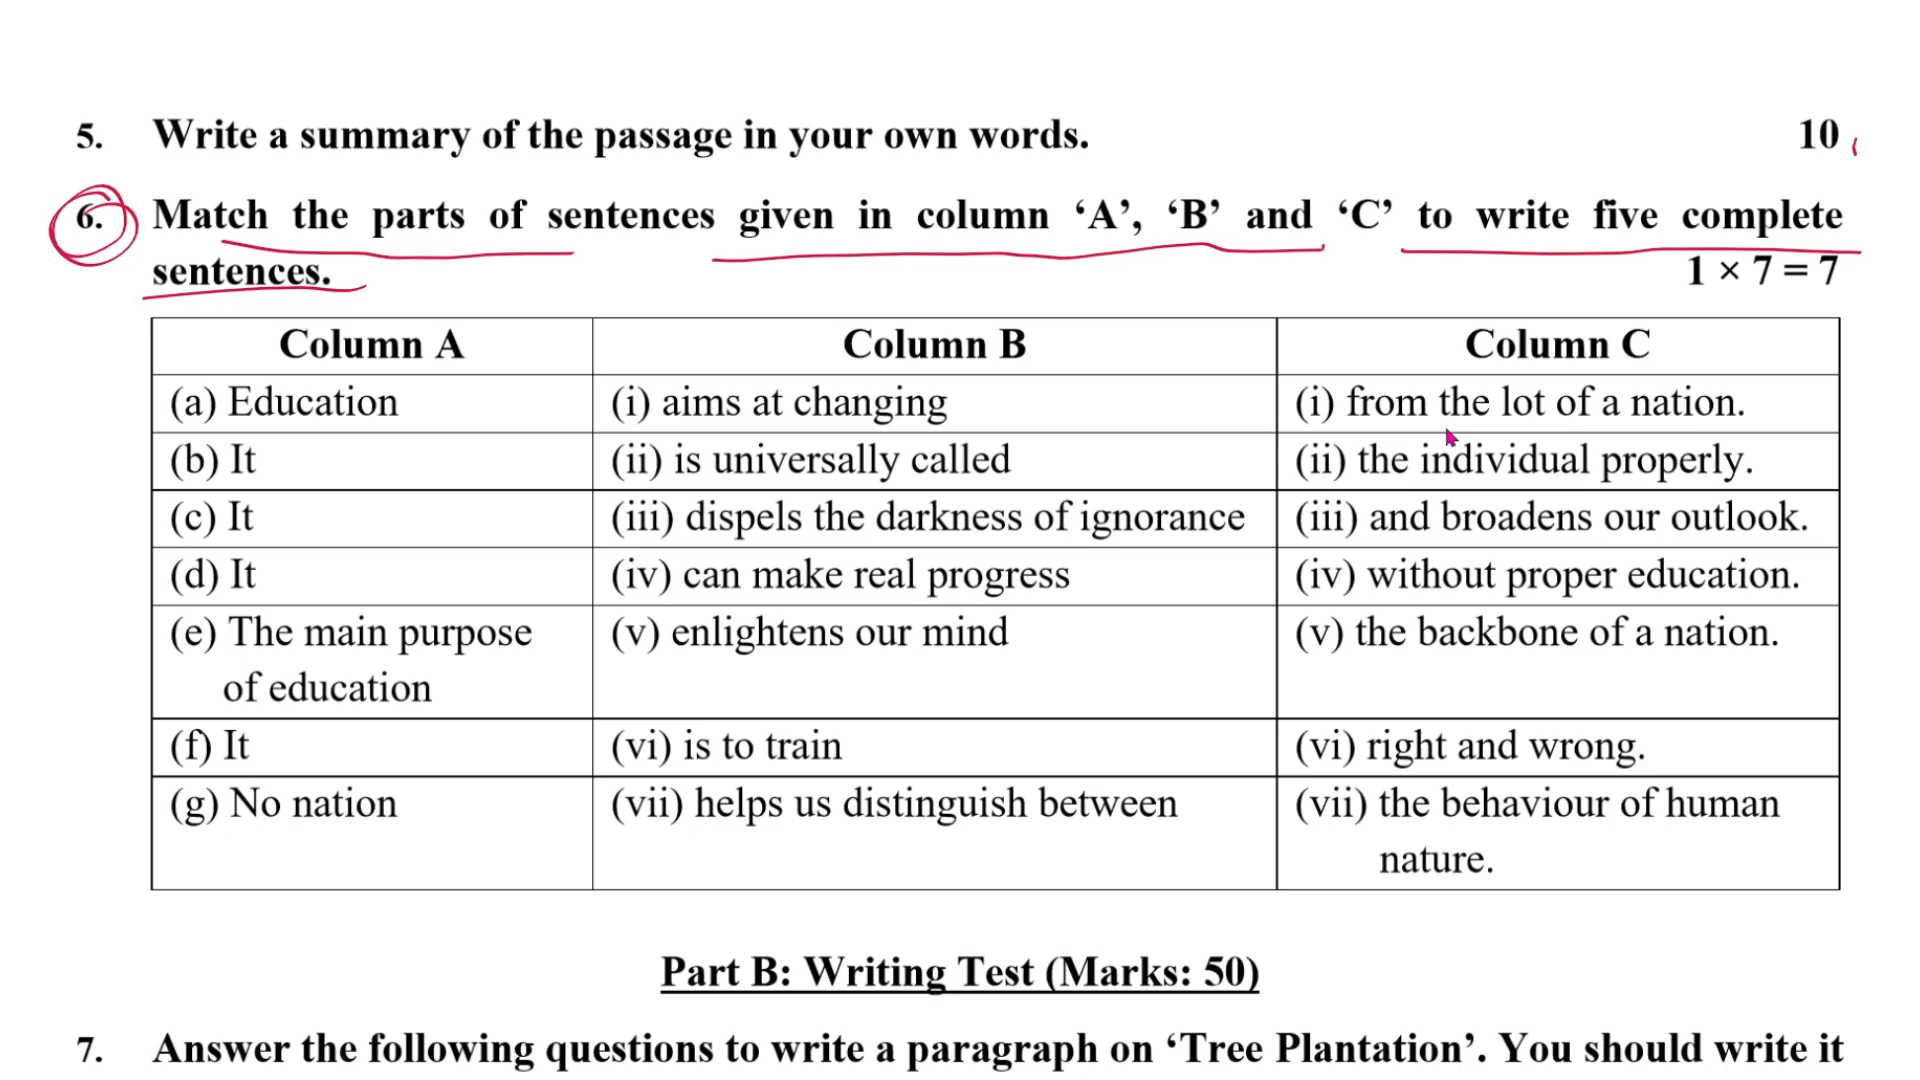 5. Write a summary of the passage in your own words. 10
6. Match the parts of sentences given in column ‘A’, ‘B’ and ‘C’ to write five complete
sentences. 1 × 7 = 7
Column A Column B Column C
(a) Education (i) aims at changing (i) from the lot of a nation.
(b) It (ii) is universally called (ii) the individual properly.
(c) It (iii) dispels the darkness of ignorance (iii) and broadens our outlook.
(d) It (iv) can make real progress (iv) without proper education.
(e) The main purpose (v) enlightens our mind (v) the backbone of a nation.
of education
(f) It (vi) is to train (vi) right and wrong.
(g) No nation (vii) helps us distinguish between (vii) the behaviour of human
nature.
Part B: Writing Test (Marks: 50)
7. Answer the following questions to write a paragraph on ‘Tree Plantation’. You should write it